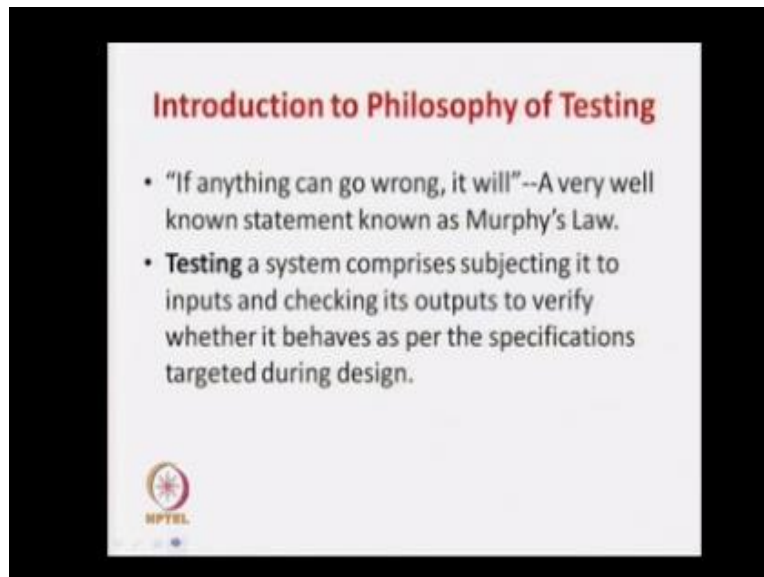 Introduction to Philosophy of Testing
• “If anything can go wrong, it will”--A very well
known statement known as Murphy’s Law.
• Testing a system comprises subjecting it to
inputs and checking its outputs to verify
whether it behaves as per the specifications
targeted during design.
NPTEL